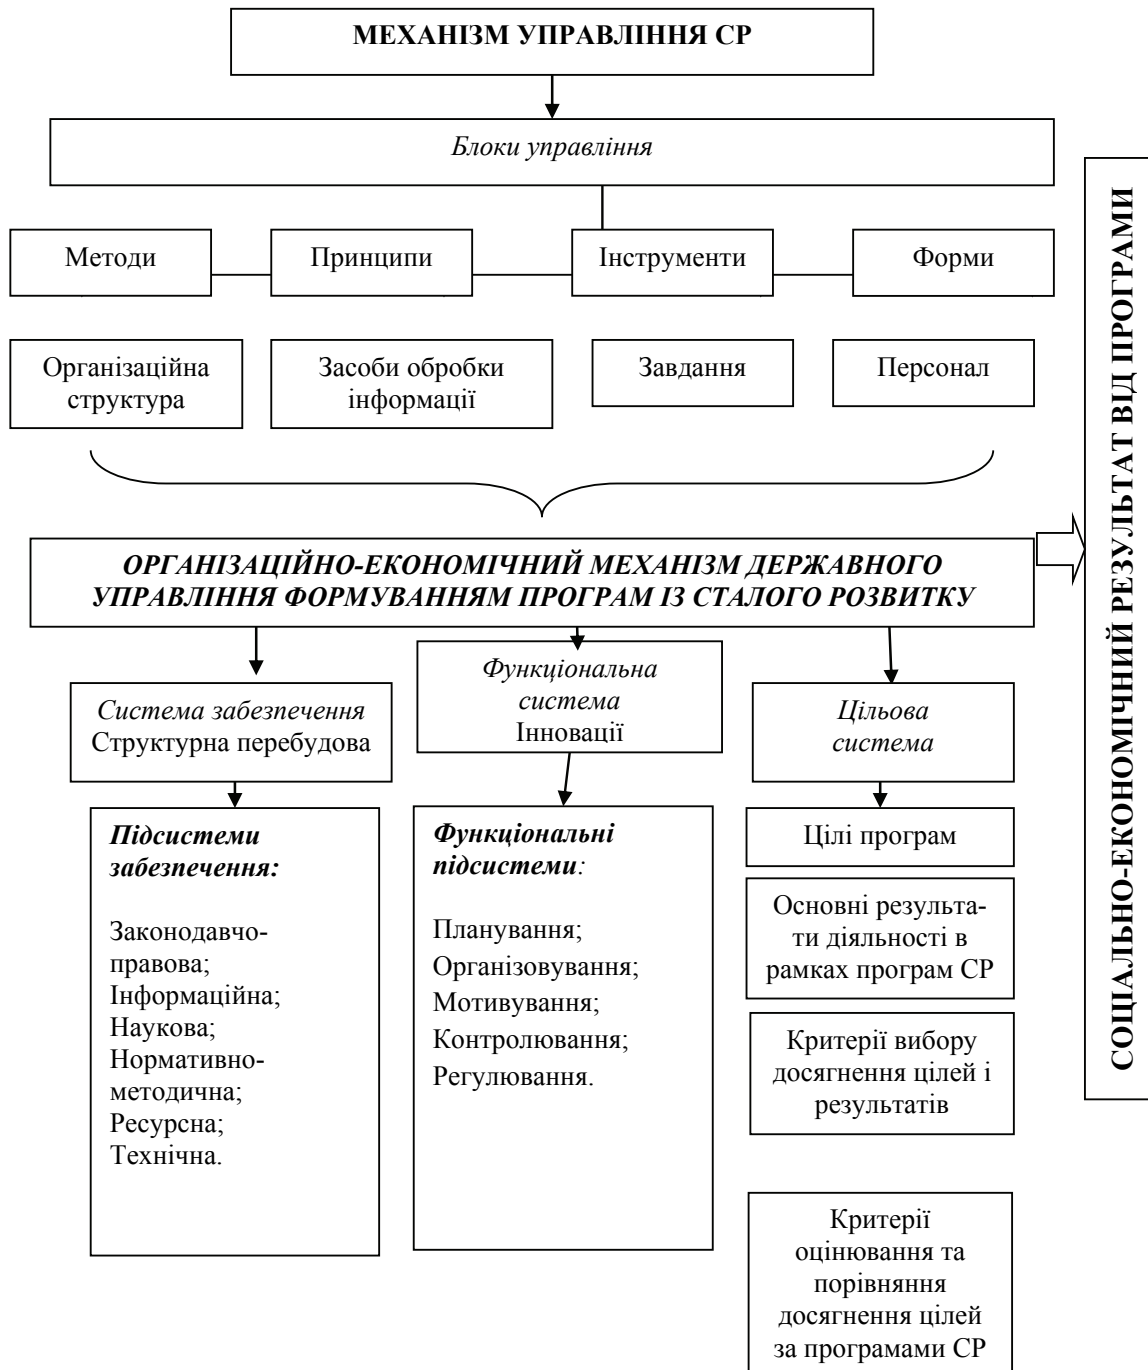 МЕХАНІЗМ УПРАВЛІННЯ СР
Блоки управління
Методи
Принципи
Інструменти
Форми
Організаційна
структура
Засоби обробки
інформації
Завдання
Персонал
ОРГАНІЗАЦІЙНО-ЕКОНОМІЧНИЙ МЕХАНІЗМ ДЕРЖАВНОГО
УПРАВЛІННЯ ФОРМУВАННЯМ ПРОГРАМ ІЗ СТАЛОГО РОЗВИТКУ
Система забезпечення
Структурна перебудова
Підсистеми
забезпечення:
Законодавчо-
правова;
Інформаційна;
Наукова;
Нормативно-
методична;
Ресурсна;
Технічна.
Функціональна
система
Інновації
Функціональні
підсистеми:
Планування;
Організовування;
Мотивування;
Контролювання;
Регулювання.
Цільова
система
Цілі програм
Основні результа-
ти діяльності в
рамках програм СР
Критерії вибору
досягнення цілей і
результатів
Критерії
оцінювання та
порівняння
досягнення цілей
за програмами СР
СОЦІАЛЬНО-ЕКОНОМІЧНИЙ РЕЗУЛЬТАТ ВІД ПРОГРАМИ